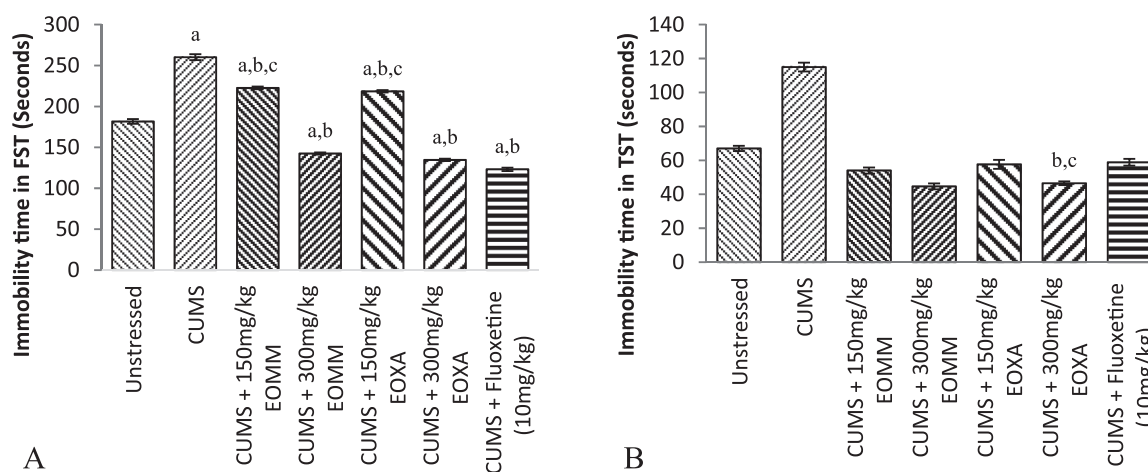 Immobility time in FST (Seconds)
300
250
200
150
100
50
0
a
a,b,c
a,b
a,b,c
a,b
a,b
Unstressed
CUMS
CUMS + 150mg/kg
EOMM
CUMS + 300mg/kg
EOMM
CUMS + 150mg/kg
EOXA
CUMS + 300mg/kg
EOXA
CUMS + Fluoxetine
(10mg/kg)
A
Immobility time in TST (seconds)
140
120
100
80
60
40
20
0
b,c
Unstressed
CUMS
CUMS + 150mg/kg
EOMM
CUMS + 300mg/kg
EOMM
CUMS + 150mg/kg
EOXA
CUMS + 300mg/kg
EOXA
CUMS + Fluoxetine
(10mg/kg)
B